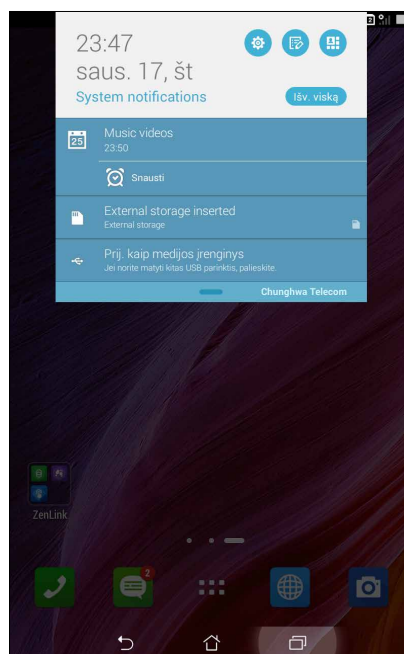 23:47
saus. 17, št
System notifications
Išv. viską
25
Music videos
23:50
Snausti
External storage inserted
External storage
Prij. kaip medijos įrenginys
Jei norite matyti kitas USB parinktis, palieskite.
Chunghwa Telecom
ZenLink
2